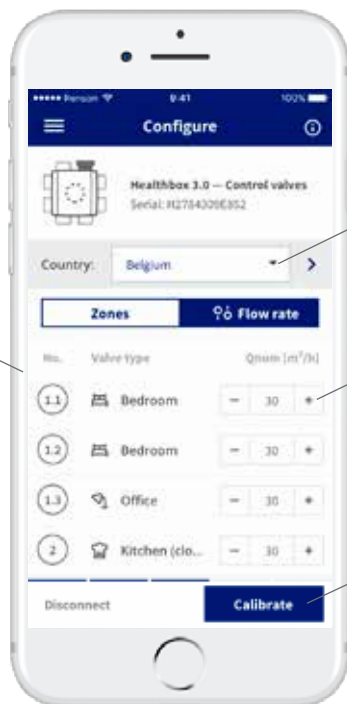 Renson 9:41 100%
Configure
Healthbox 3.0 — Control valves
Country: Belgium
Zones Flow rate
No. Valve type Qnom [m³/h]
1.1 Bedroom - 30 +
1.2 Bedroom - 30 +
1.3 Office - 30 +
2 Kitchen (clo... - 30 +
Disconnect Calibrate